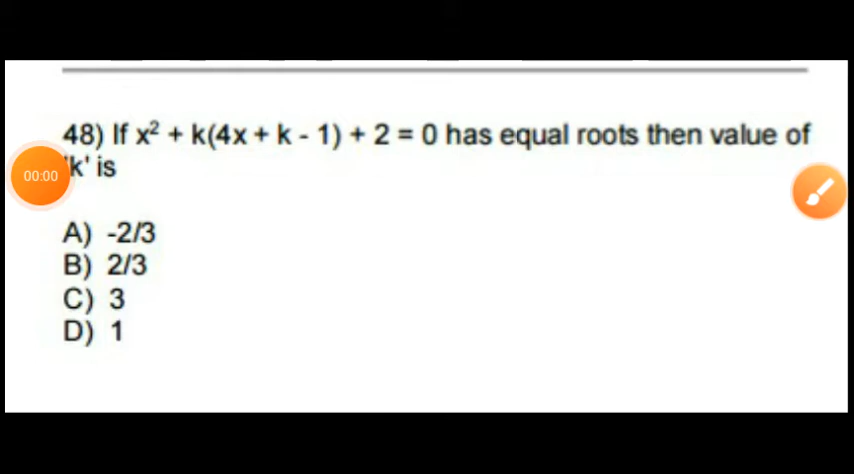 48) If x² + k(4x + k - 1) + 2 = 0 has equal roots then value of
'k' is
00:00
A) -2/3
B) 2/3
C) 3
D) 1